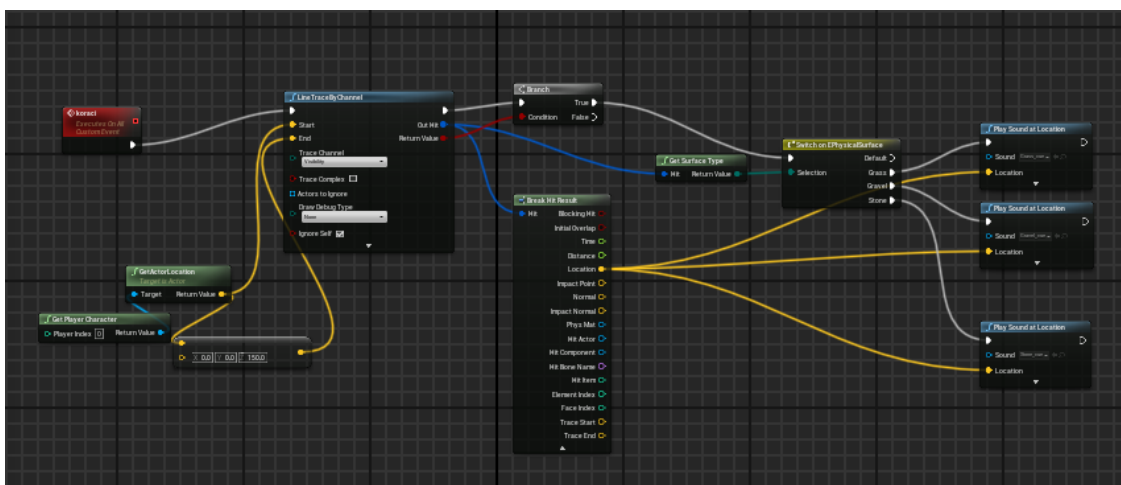 keraci
Executes On All
Custom Event
LineTraceByChannel
Start
End
Out Hit
Return Value
Trace Channel
Visibility
Trace Complex
Actors to Ignore
Draw Debug Type
None
Ignore Self
GetActorLocation
Target is Actor
Target
Return Value
Get Player Character
Player Index 0
Return Value
X 0,0 Y 0,0 Z 150,0
Branch
True
Condition
False
Break Hit Result
Hit
Blocking Hit
Initial Overlap
Time
Distance
Location
Impact Point
Normal
Impact Normal
Phys Mat
Hit Actor
Hit Component
Hit Bone Name
Hit Item
Element Index
Face Index
Trace Start
Trace End
Get Surface Type
Hit
Return Value
Switch on EPhysicalSurface
Default
Selection
Grass
Gravel
Stone
Play Sound at Location
Sound
Location
Play Sound at Location
Sound
Location
Play Sound at Location
Sound
Location